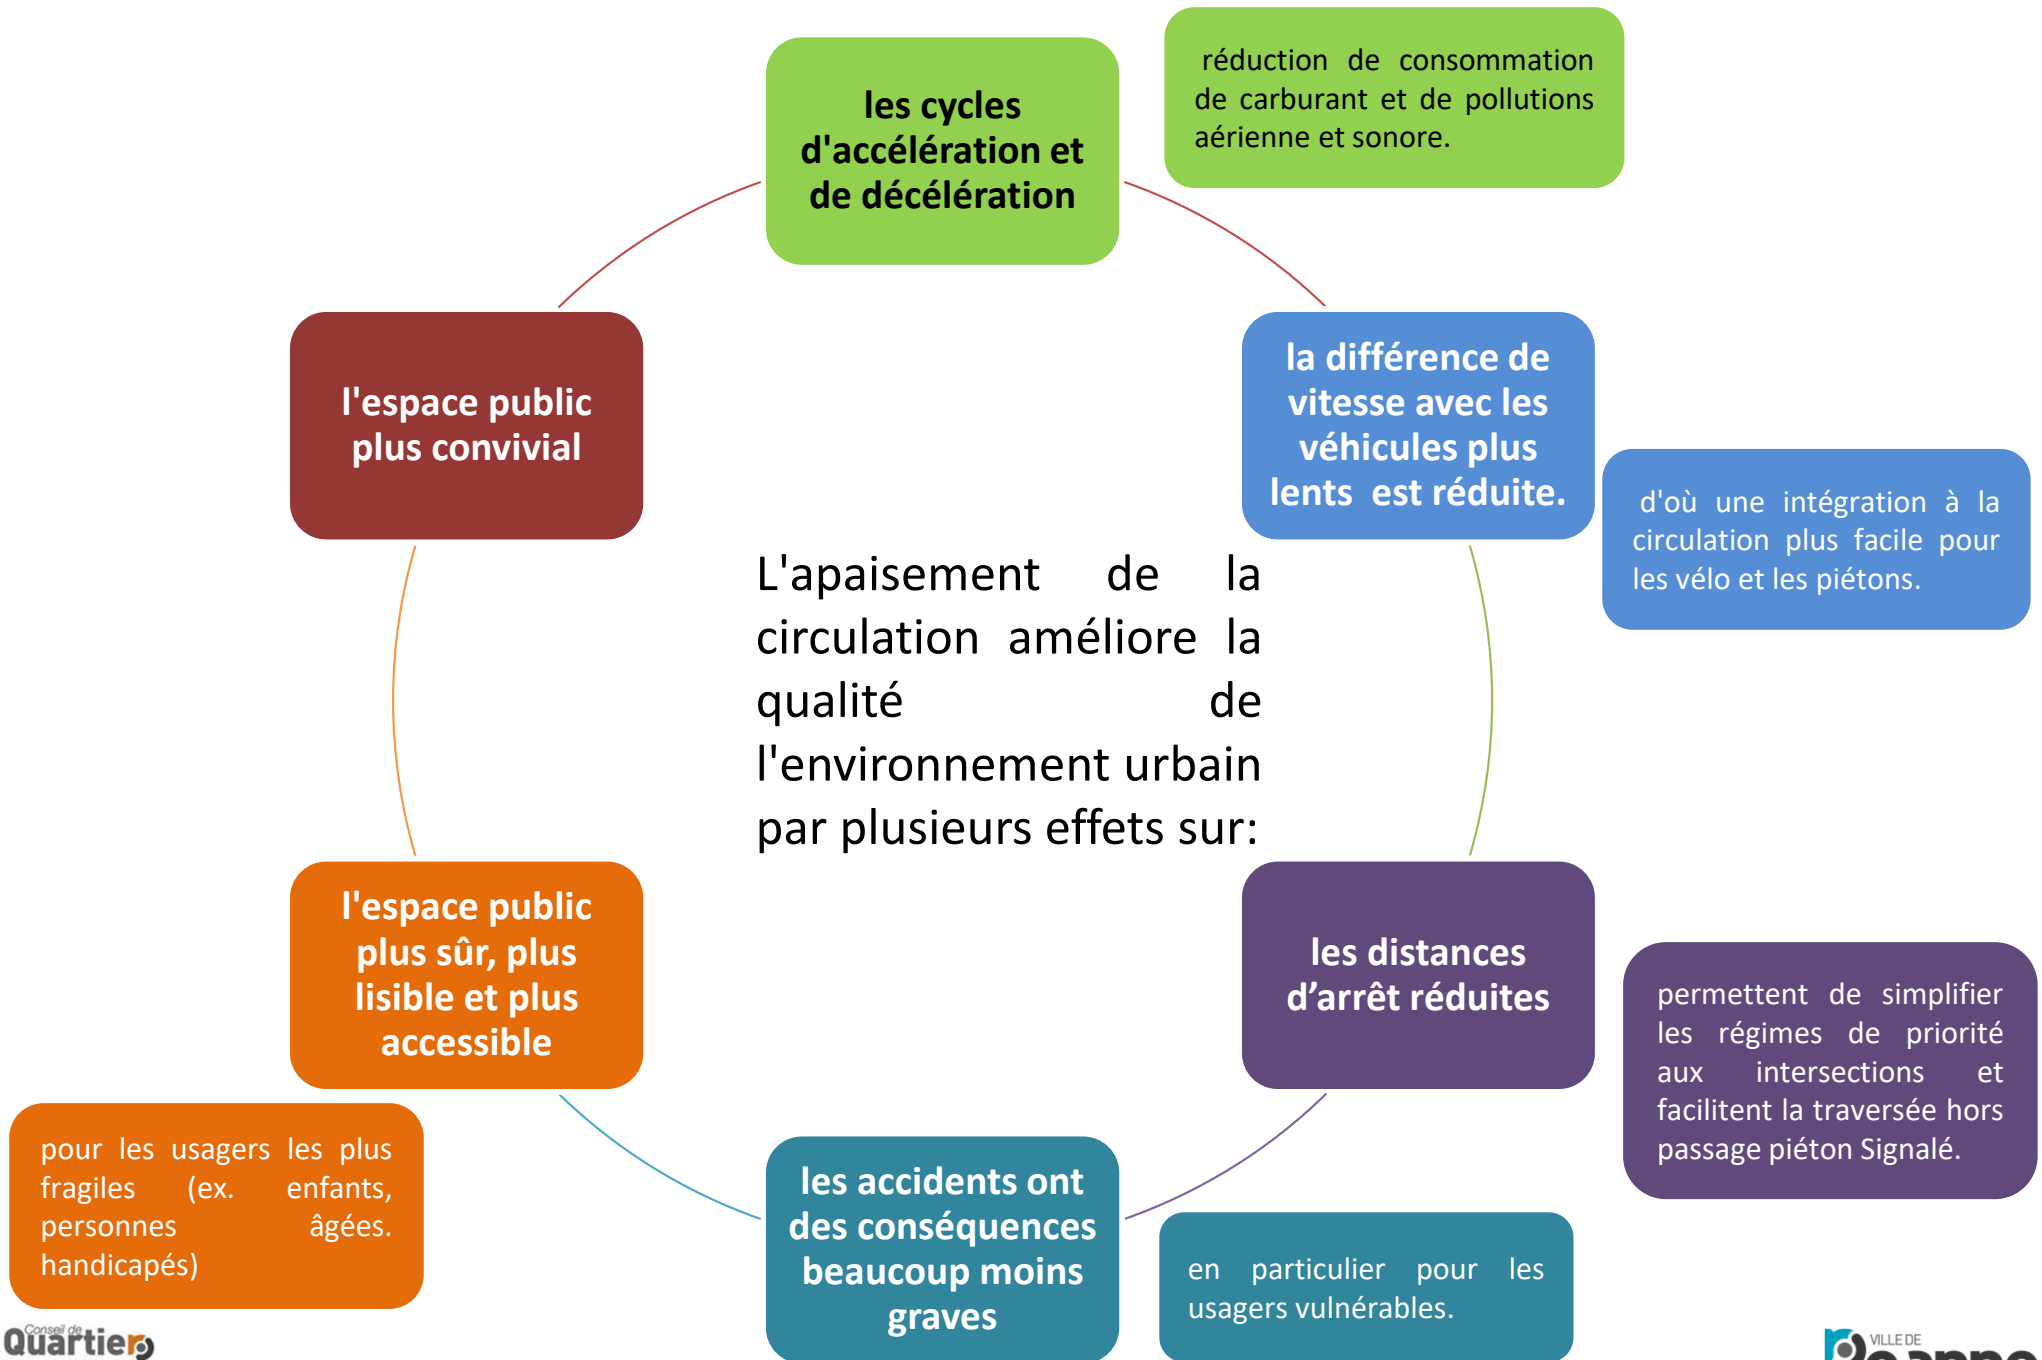 les cycles
d'accélération et
de décélération
réduction de consommation
de carburant et de pollutions
aérienne et sonore.
la différence de
vitesse avec les
véhicules plus
lents est réduite.
d'où une intégration à la
circulation plus facile pour
les vélo et les piétons.
l'espace public
plus convivial
L'apaisement de la
circulation améliore la
qualité de
l'environnement urbain
par plusieurs effets sur:
les distances
d’arrêt réduites
permettent de simplifier
les régimes de priorité
aux intersections et
facilitent la traversée hors
passage piéton Signalé.
l'espace public
plus sûr, plus
lisible et plus
accessible
pour les usagers les plus
fragiles (ex. enfants,
personnes âgées.
handicapés)
les accidents ont
des conséquences
beaucoup moins
graves
en particulier pour les
usagers vulnérables.
Conseil de
Quartier
VILLE DE